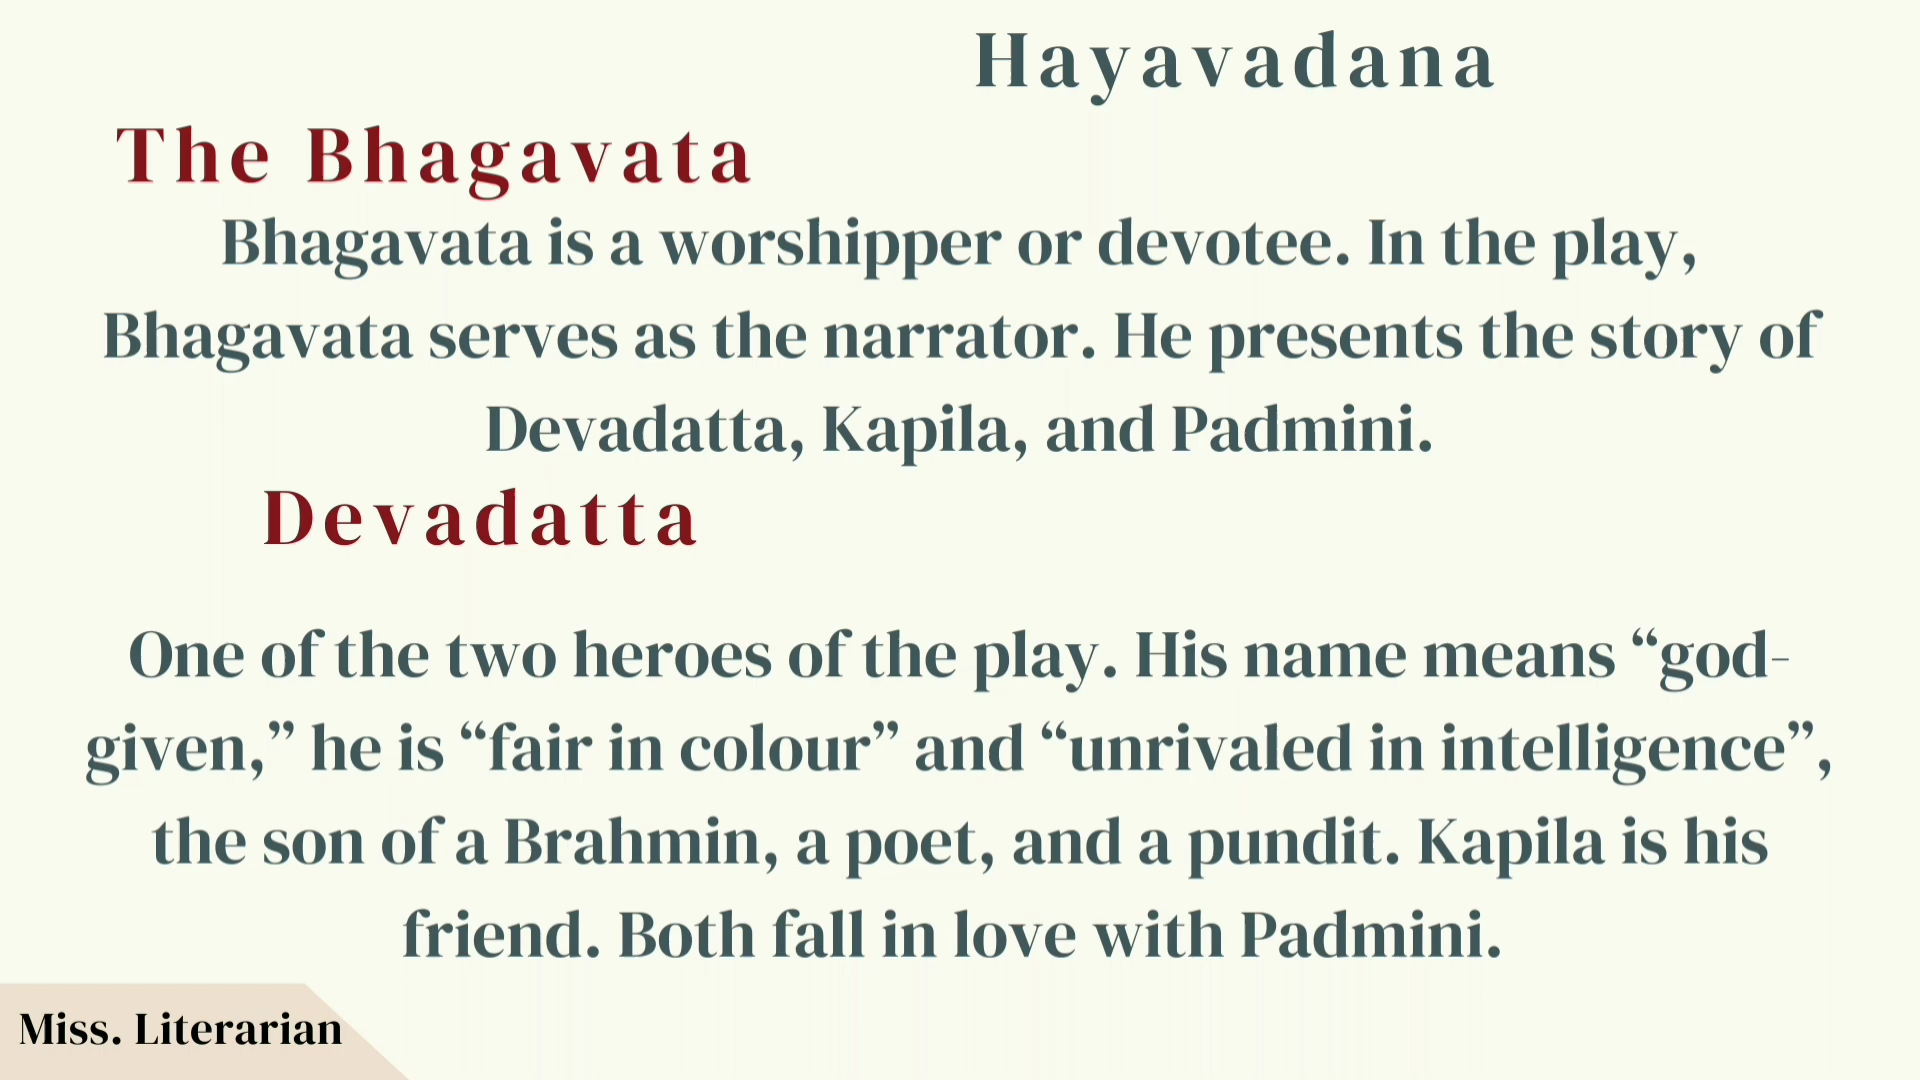 Hayavadana
The Bhagavata
Bhagavata is a worshipper or devotee. In the play,
Bhagavata serves as the narrator. He presents the story of
Devadatta, Kapila, and Padmini.
Devadatta
One of the two heroes of the play. His name means “god-
given,” he is “fair in colour” and “unrivaled in intelligence”,
the son of a Brahmin, a poet, and a pundit. Kapila is his
friend. Both fall in love with Padmini.
Miss. Literarian